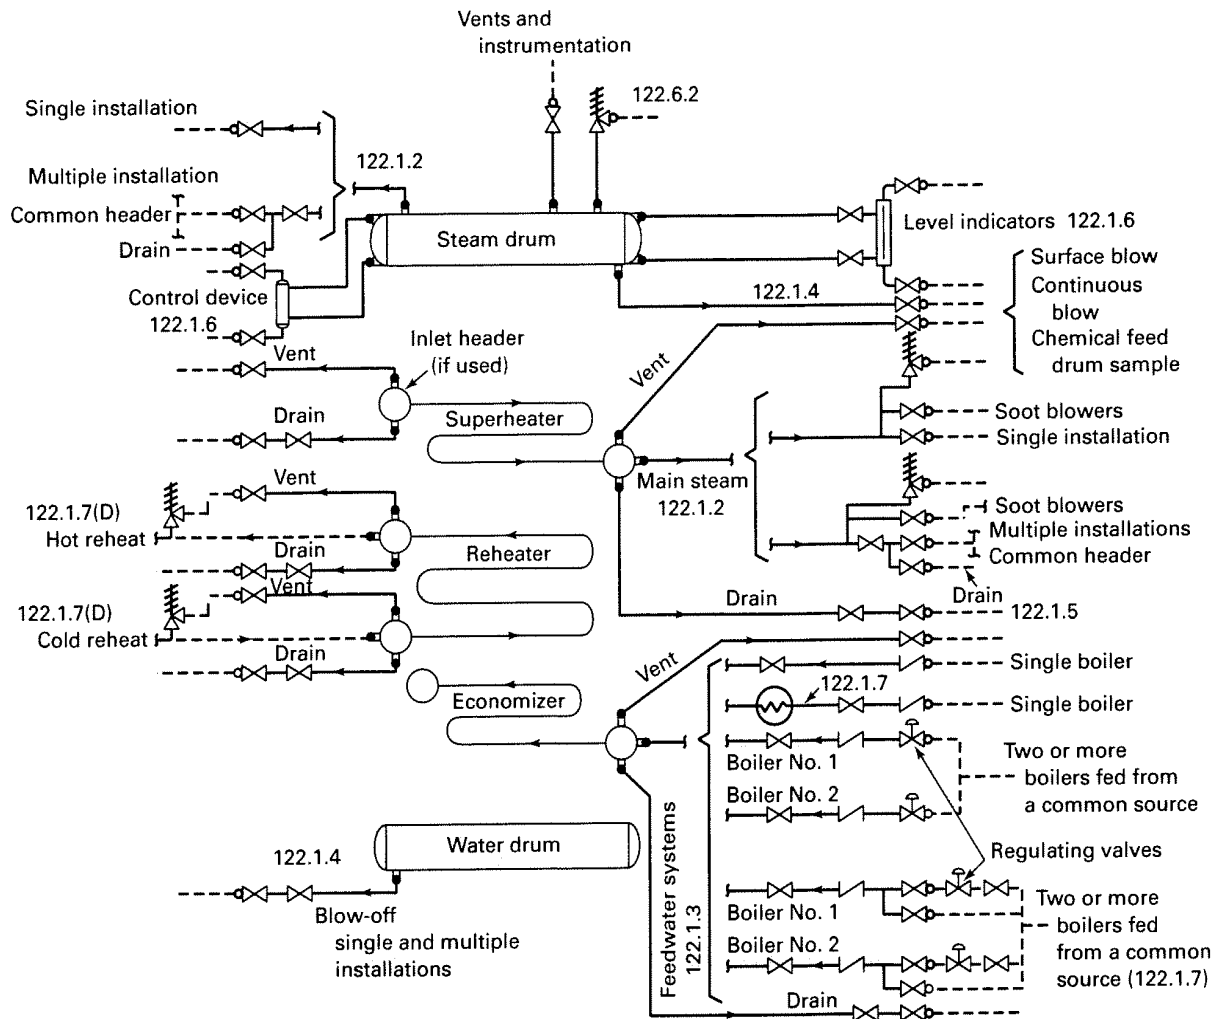 Vents and
instrumentation
Single installation
122.6.2
122.1.2
Multiple installation
Common header
Drain
Steam drum
Level indicators 122.1.6
Surface blow
Continuous
blow
Chemical feed
drum sample
Control device
122.1.6
122.1.4
Vent
Inlet header
(if used)
Vent
Drain
Superheater
Soot blowers
Single installation
Main steam
122.1.2
Vent
122.1.7(D)
Hot reheat
Drain
Reheater
Soot blowers
Multiple installations
Common header
Drain
Vent
122.1.7(D)
Cold reheat
Drain
Drain
122.1.5
Vent
Single boiler
Economizer
122.1.7
Single boiler
Boiler No. 1
Boiler No. 2
Two or more
boilers fed from
a common source
Water drum
122.1.4
Blow-off
single and multiple
installations
Feedwater systems
122.1.3
Regulating valves
Boiler No. 1
Boiler No. 2
Two or more
boilers fed
from a common
source (122.1.7)
Drain